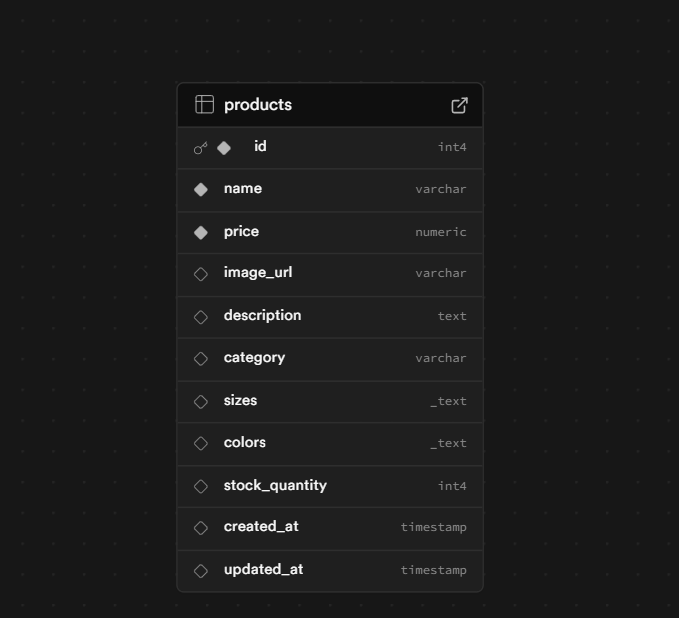 products
id int4
name varchar
price numeric
image_url varchar
description text
category varchar
sizes _text
colors _text
stock_quantity int4
created_at timestamp
updated_at timestamp